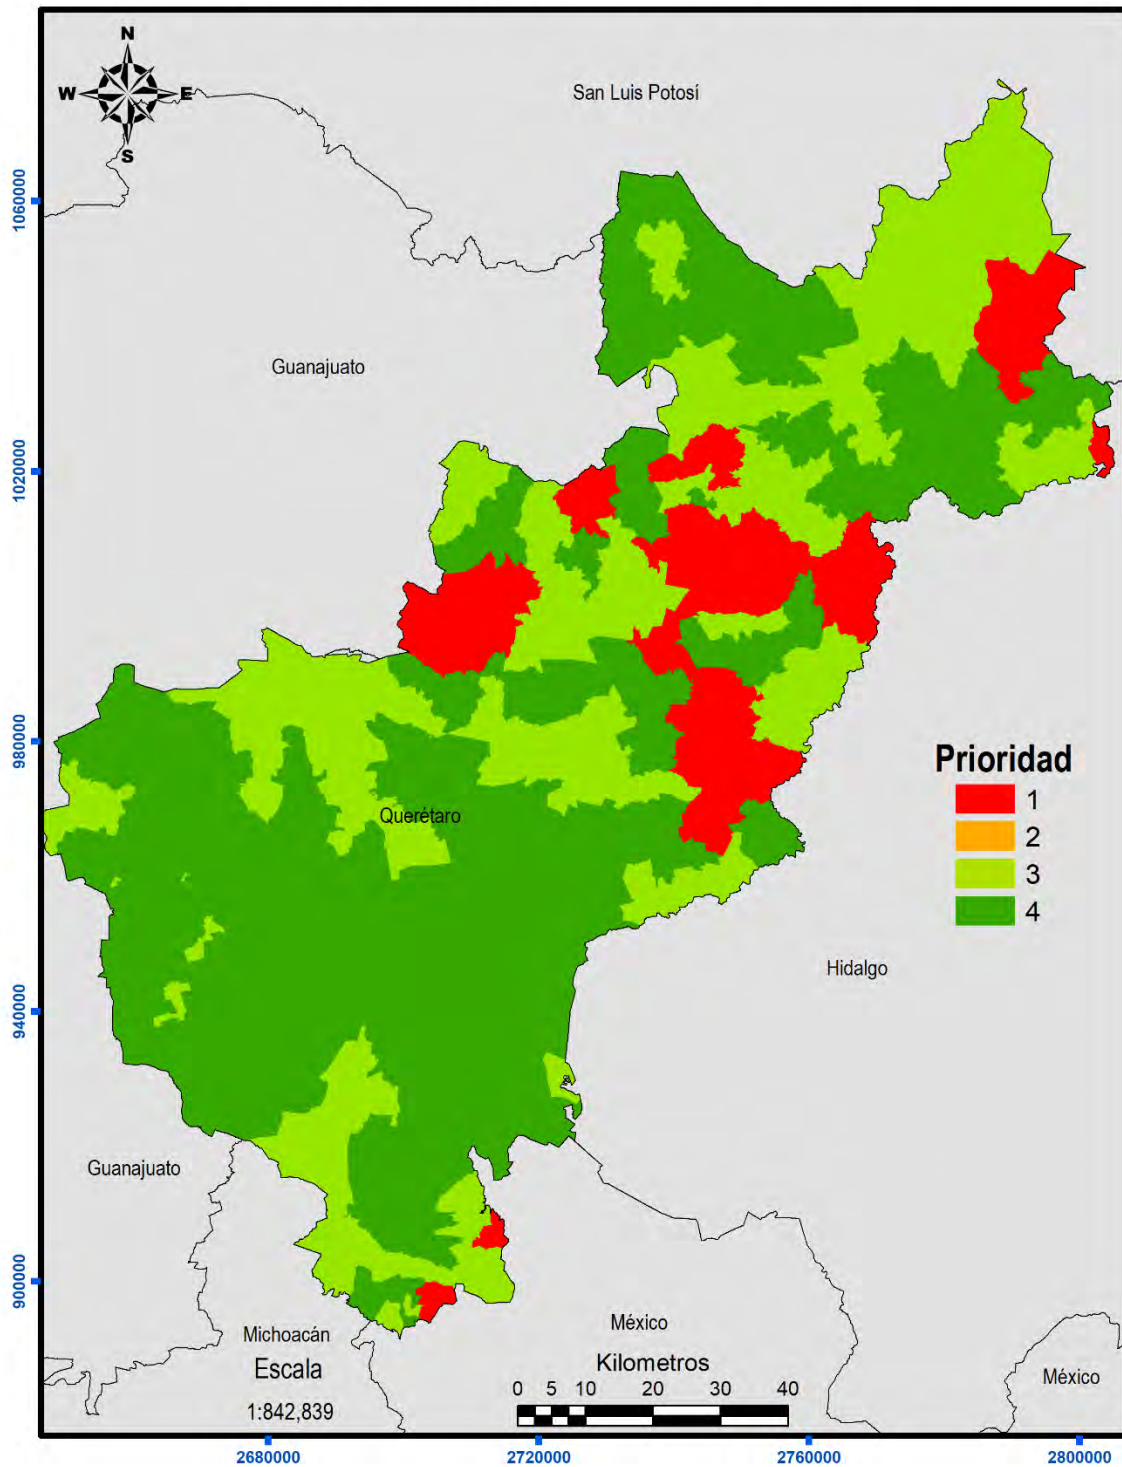 N
W E
S
San Luis Potosí
1060000
Guanajuato
1020000
980000
Prioridad
1
2
3
4
Querétaro
Hidalgo
940000
Guanajuato
900000
Michoacán
México
México
Escala
1:842,839
Kilometros
0 5 10 20 30 40
2680000 2720000 2760000 2800000